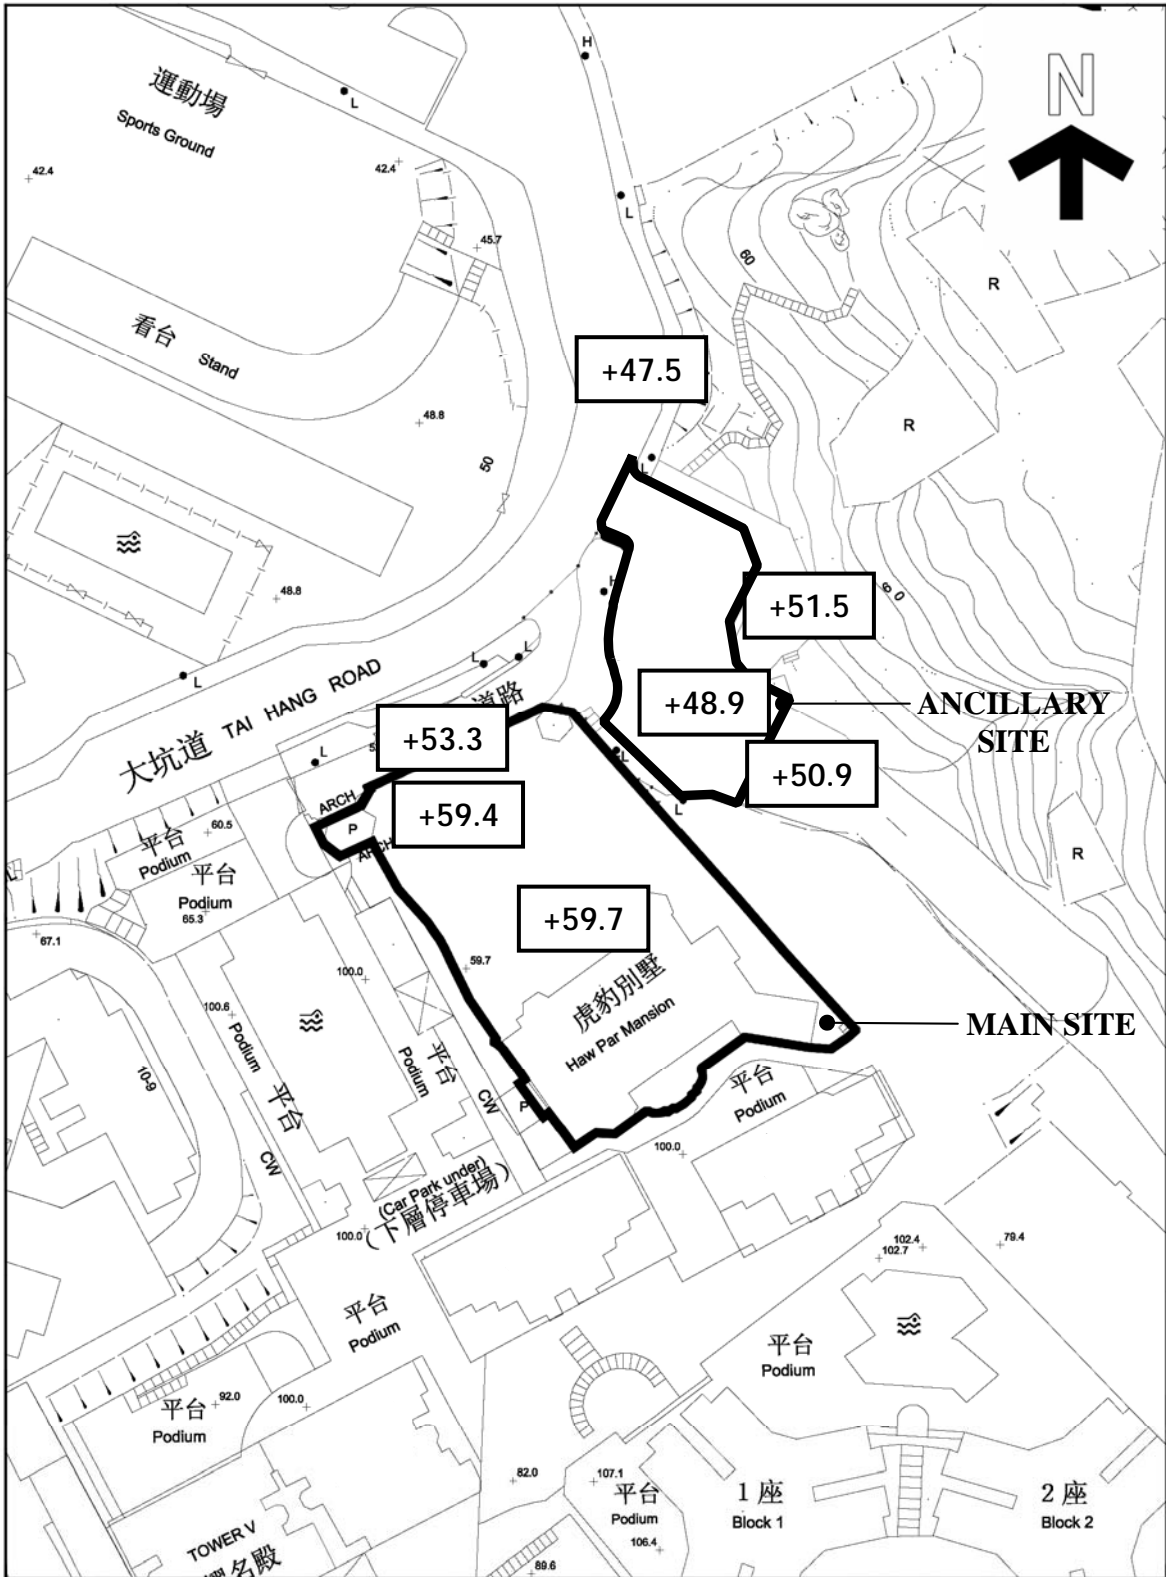 N
H
L
運動場
Sports Ground
42.4
42.4
L
45.7
60
R
看台 Stand
+47.5
48.8
R
50
L
48.8
H
+51.5
60
L
L
L
大坑道 TAI HANG ROAD
道路
+48.9
ANCILLARY
SITE
+53.3
L
L
+50.9
L
ARCH
P
ARCH
+59.4
60.5
平台
Podium
平台
Podium
65.3
R
67.1
+59.7
59.7
100.0
虎豹別墅
Haw Par Mansion
MAIN SITE
100.6
Podium
平台
10-9
Podium
平台
CW
P
平台
Podium
CW
100.0
(Car Park under)
(下層停車場)
100.0
102.4
102.7
79.4
平台
Podium
平台
Podium
92.0
100.0
平台
Podium
82.0
107.1
平台
Podium
106.4
1 座
Block 1
2 座
Block 2
TOWER V
名殿
89.6